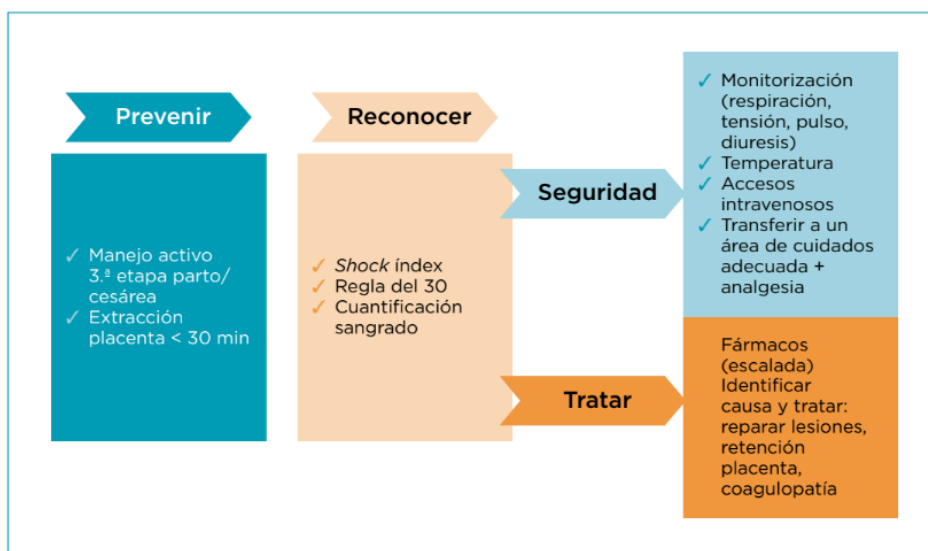 Prevenir
✓ Manejo activo
3.ª etapa parto/
cesárea
✓ Extracción
placenta < 30 min
Reconocer
✓ Shock índex
✓ Regla del 30
✓ Cuantificación
sangrado
Seguridad
✓ Monitorización
(respiración,
tensión, pulso,
diuresis)
✓ Temperatura
✓ Accesos
intravenosos
✓ Transferir a un
área de cuidados
adecuada +
analgesia
Tratar
Fármacos
(escalada)
Identificar
causa y tratar:
reparar lesiones,
retención
placenta,
coagulopatía